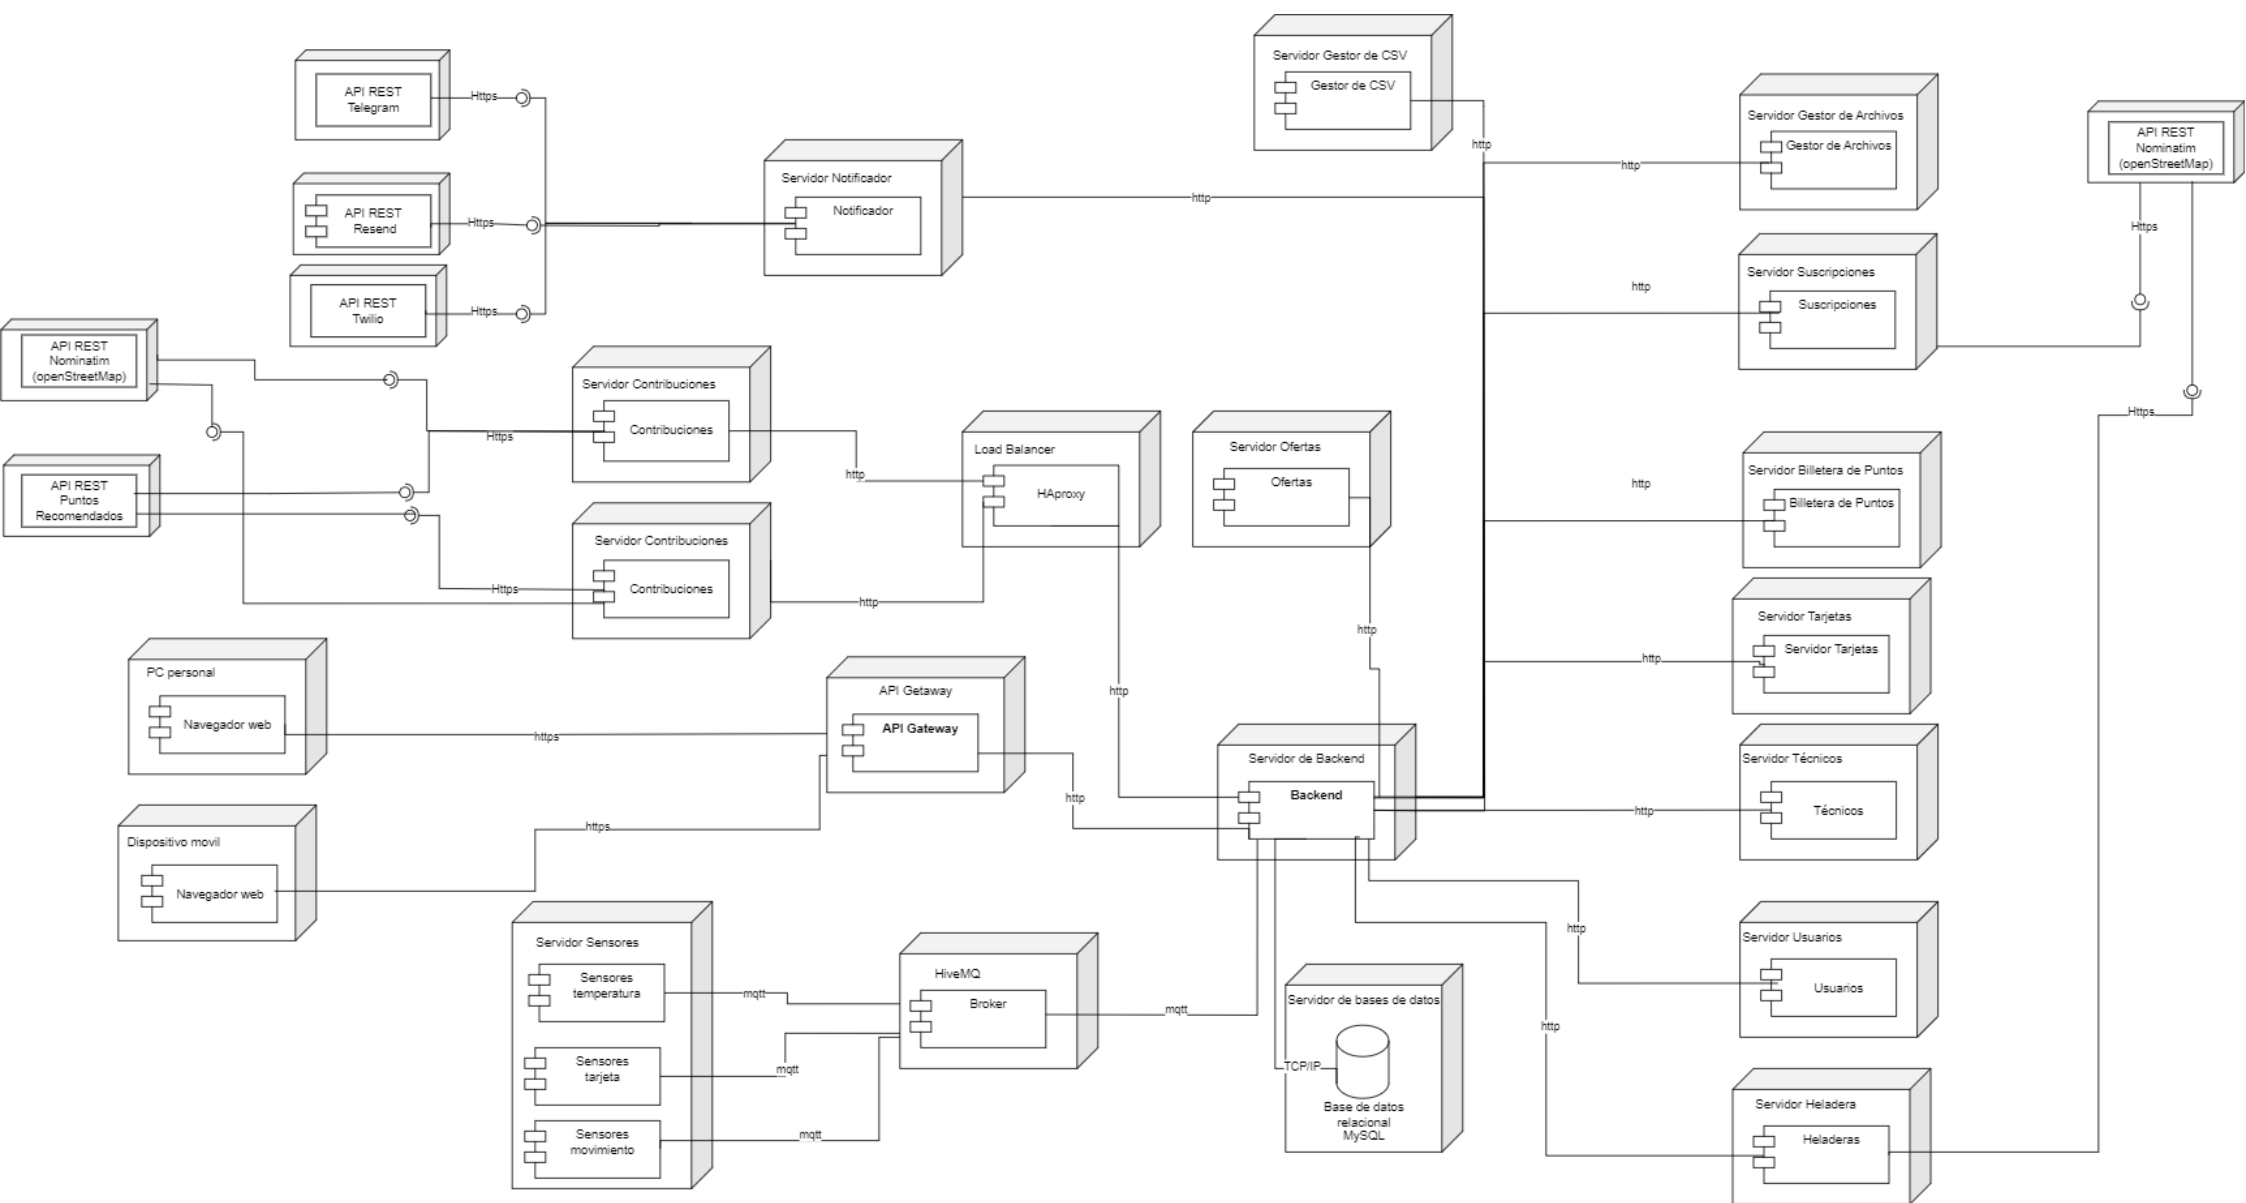 Servidor Gestor de CSV
Gestor de CSV
http
API REST
Telegram
Https
API REST
Resend
Https
API REST
Twilio
Https
Servidor Notificador
Notificador
http
Servidor Gestor de Archivos
Gestor de Archivos
http
API REST
Nominatim
(openStreetMap)
Https
Https
Servidor Suscripciones
Suscripciones
http
API REST
Nominatim
(openStreetMap)
API REST
Puntos
Recomendados
Https
Https
Servidor Contribuciones
Contribuciones
http
Servidor Contribuciones
Contribuciones
http
Load Balancer
HAproxy
http
Servidor Ofertas
Ofertas
http
Servidor Billetera de Puntos
Billetera de Puntos
http
Servidor Tarjetas
Servidor Tarjetas
http
PC personal
Navegador web
https
API Getaway
API Gateway
http
Servidor de Backend
Backend
Servidor Técnicos
Técnicos
http
Dispositivo movil
Navegador web
https
Servidor Sensores
Sensores
temperatura
mqtt
Sensores
tarjeta
mqtt
Sensores
movimiento
mqtt
HiveMQ
Broker
mqtt
Servidor de bases de datos
TCP/IP
Base de datos
relacional
MySQL
Servidor Usuarios
Usuarios
http
Servidor Heladera
Heladeras
http